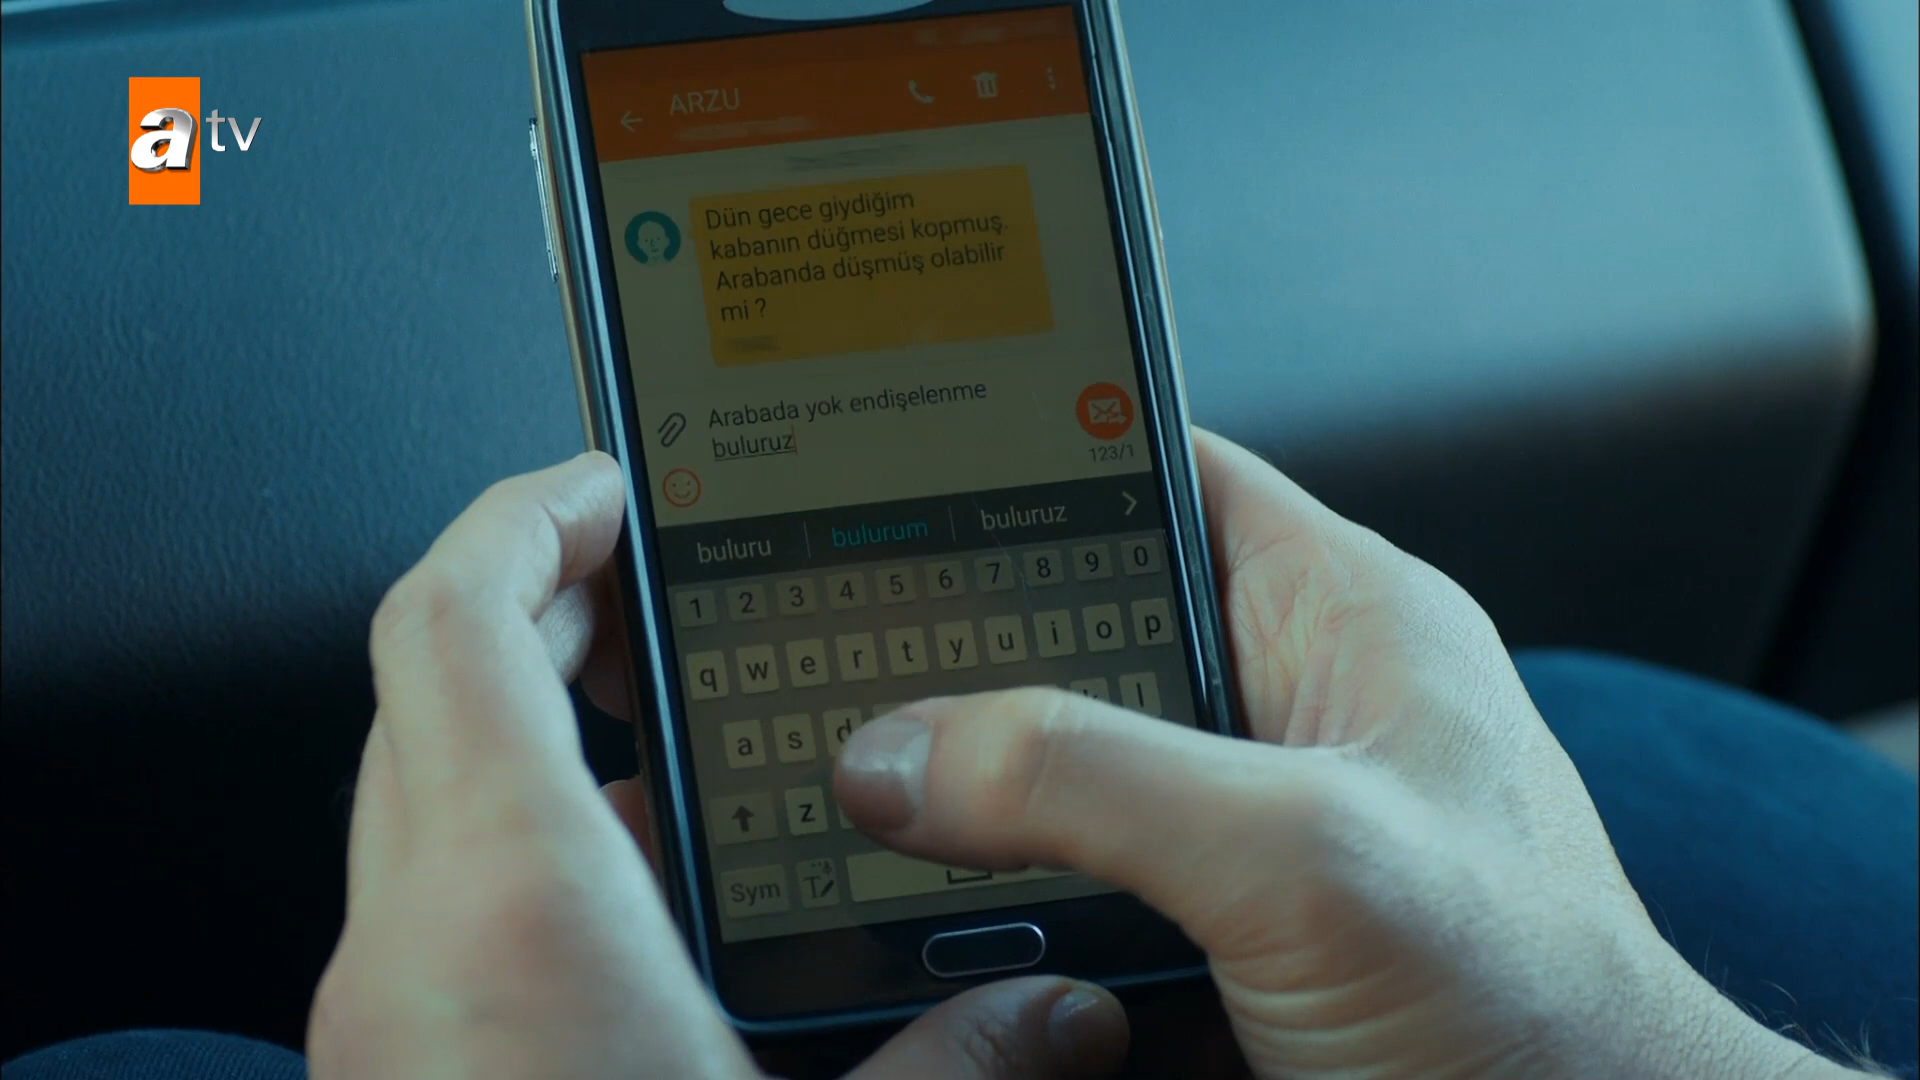 atv
ARZU
Dün gece giydiğim
kabanın düğmesi kopmuş.
Arabanda düşmüş olabilir
mi ?
Arabada yok endişelenme
buluruz
123/1
buluru bulurum buluruz
1 2 3 4 5 6 7 8 9 0
q w e r t y u i o p
a s d l
z
Sym